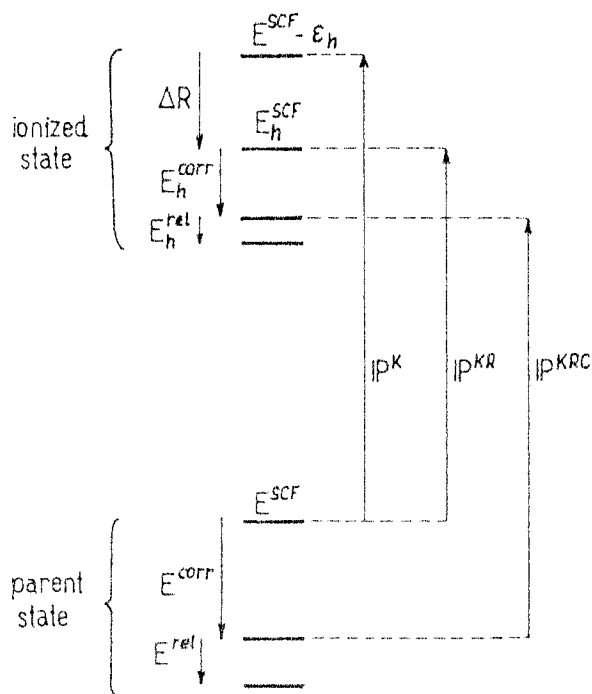 E^SCF - ε_h
ΔR
ionized
state
E_h^SCF
E_h^corr
E_h^rel
IP^K
IP^KR
IP^KRC
E^SCF
E^corr
parent
state
E^rel